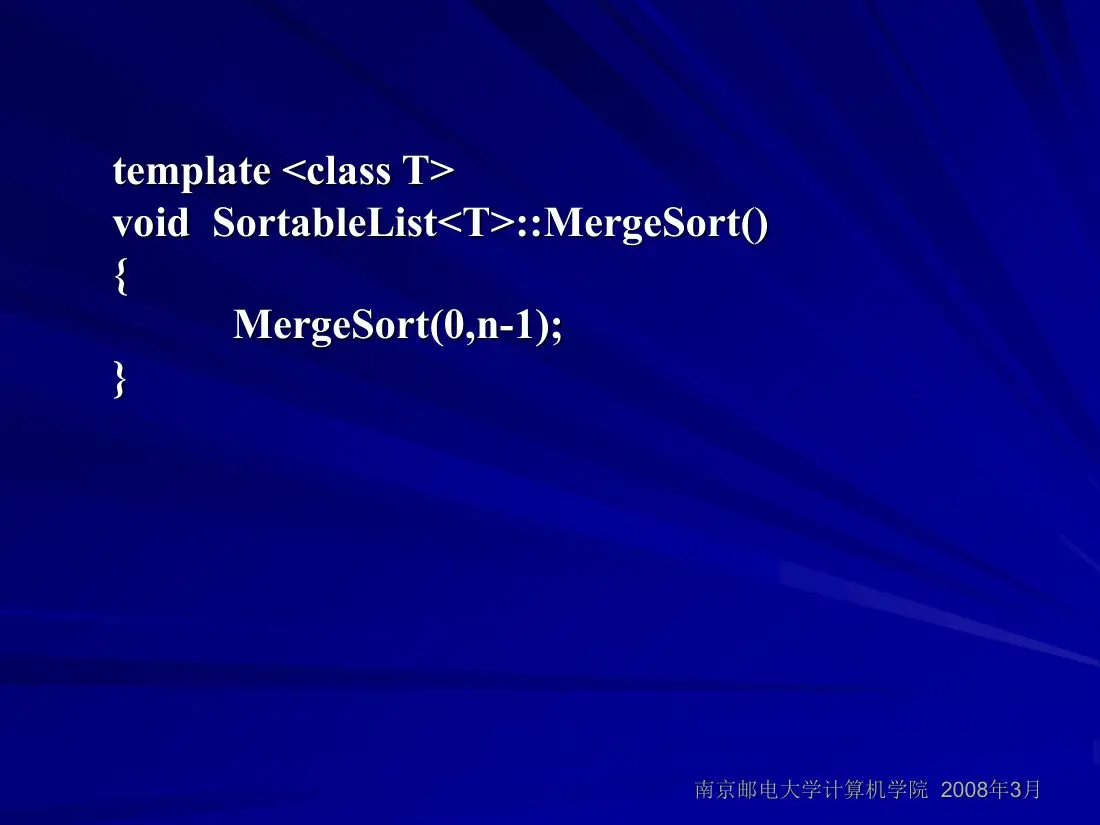 template <class T>
void  SortableList<T>::MergeSort()
{
MergeSort(0,n-1);
}
南京邮电大学计算机学院  2008年3月